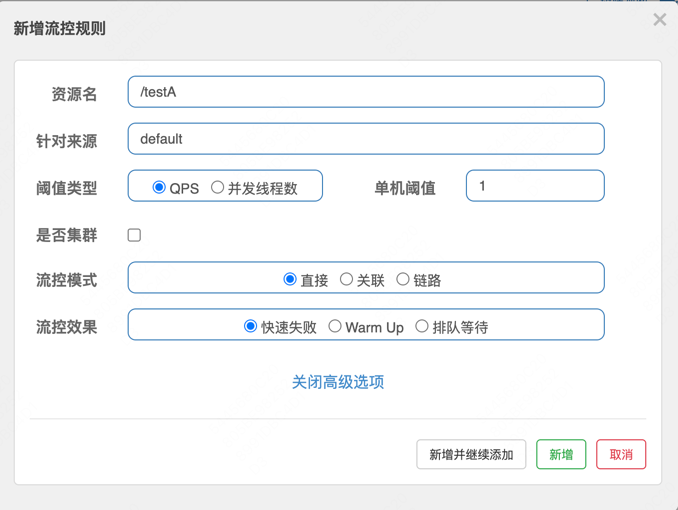 新增流控规则
资源名 /testA
针对来源 default
阈值类型 QPS 并发线程数 单机阈值 1
是否集群
流控模式 直接 关联 链路
流控效果 快速失败 Warm Up 排队等待
关闭高级选项
新增并继续添加 新增 取消